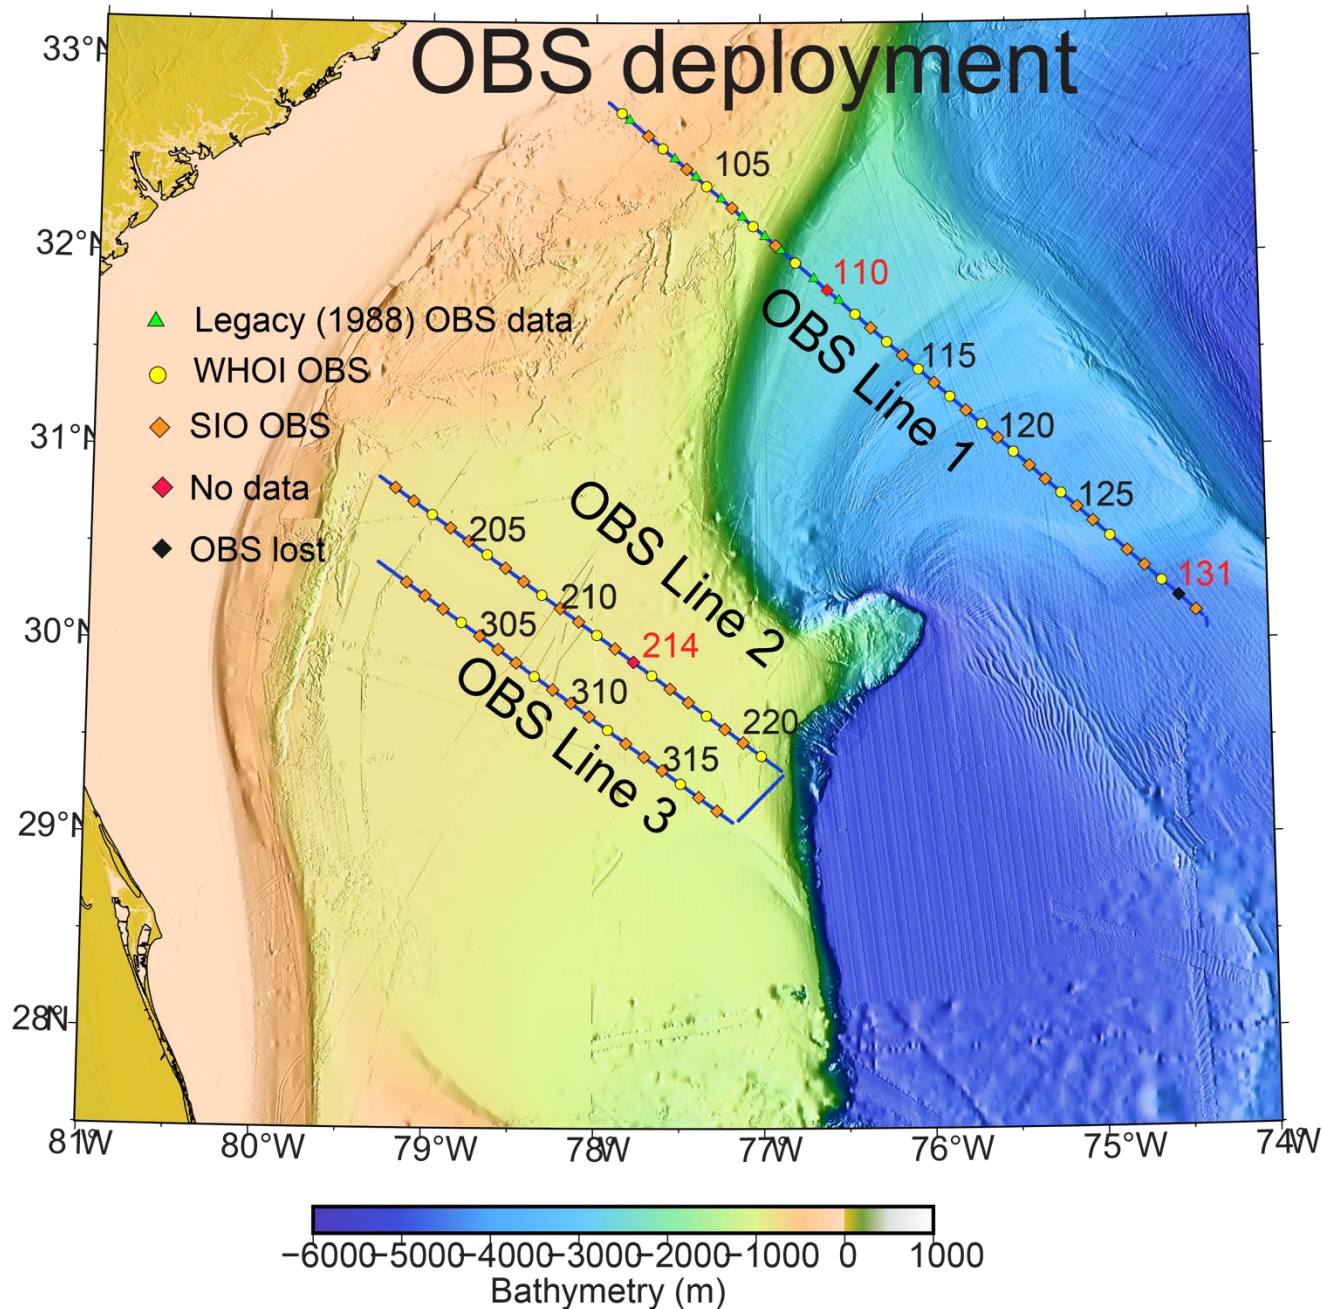 OBS deployment
33°N
32°N
31°N
30°N
29°N
28°N
105
110
115
120
125
131
OBS Line 1
Legacy (1988) OBS data
WHOI OBS
SIO OBS
No data
OBS lost
OBS Line 2
205
210
214
220
305
310
315
OBS Line 3
81°W 80°W 79°W 78°W 77°W 76°W 75°W 74°W
−6000 −5000 −4000 −3000 −2000 −1000 0 1000
Bathymetry (m)